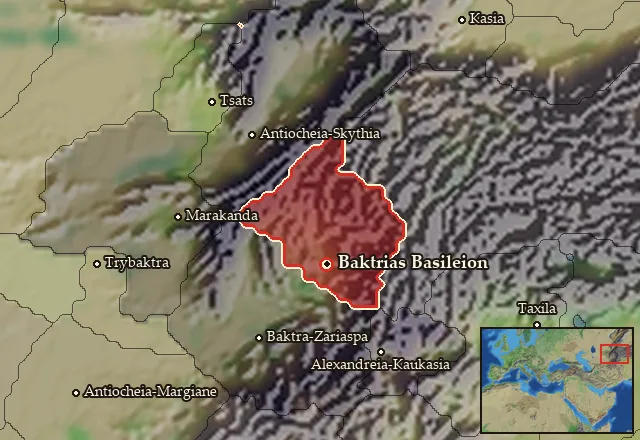 Kasia
Tsats
Antiocheia-Skythia
Marakanda
Trybaktra
Baktrias Basileion
Taxila
Baktra-Zariaspa
Alexandreia-Kaukasia
Antiocheia-Margiane